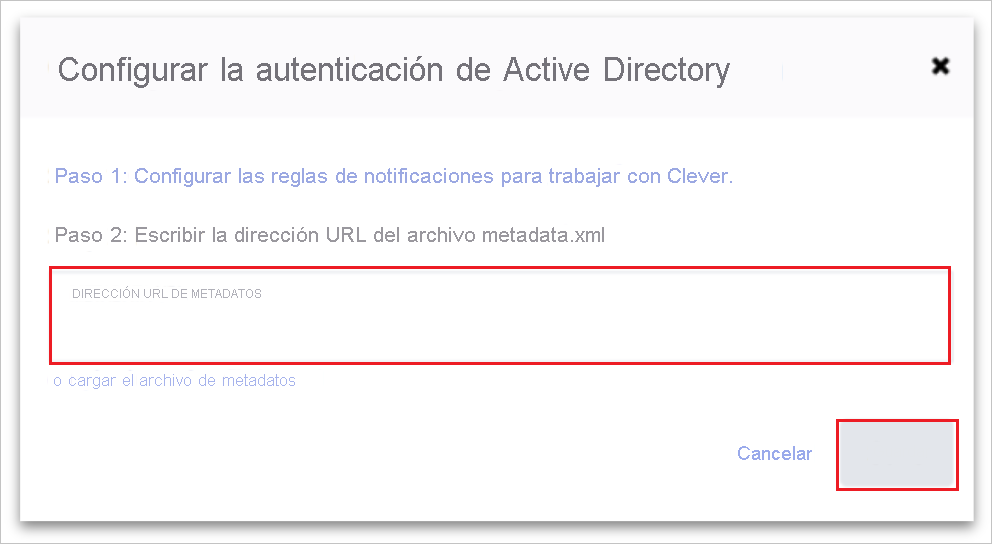 Configurar la autenticación de Active Directory
Paso 1: Configurar las reglas de notificaciones para trabajar con Clever.
Paso 2: Escribir la dirección URL del archivo metadata.xml
DIRECCIÓN URL DE METADATOS
o cargar el archivo de metadatos
Cancelar